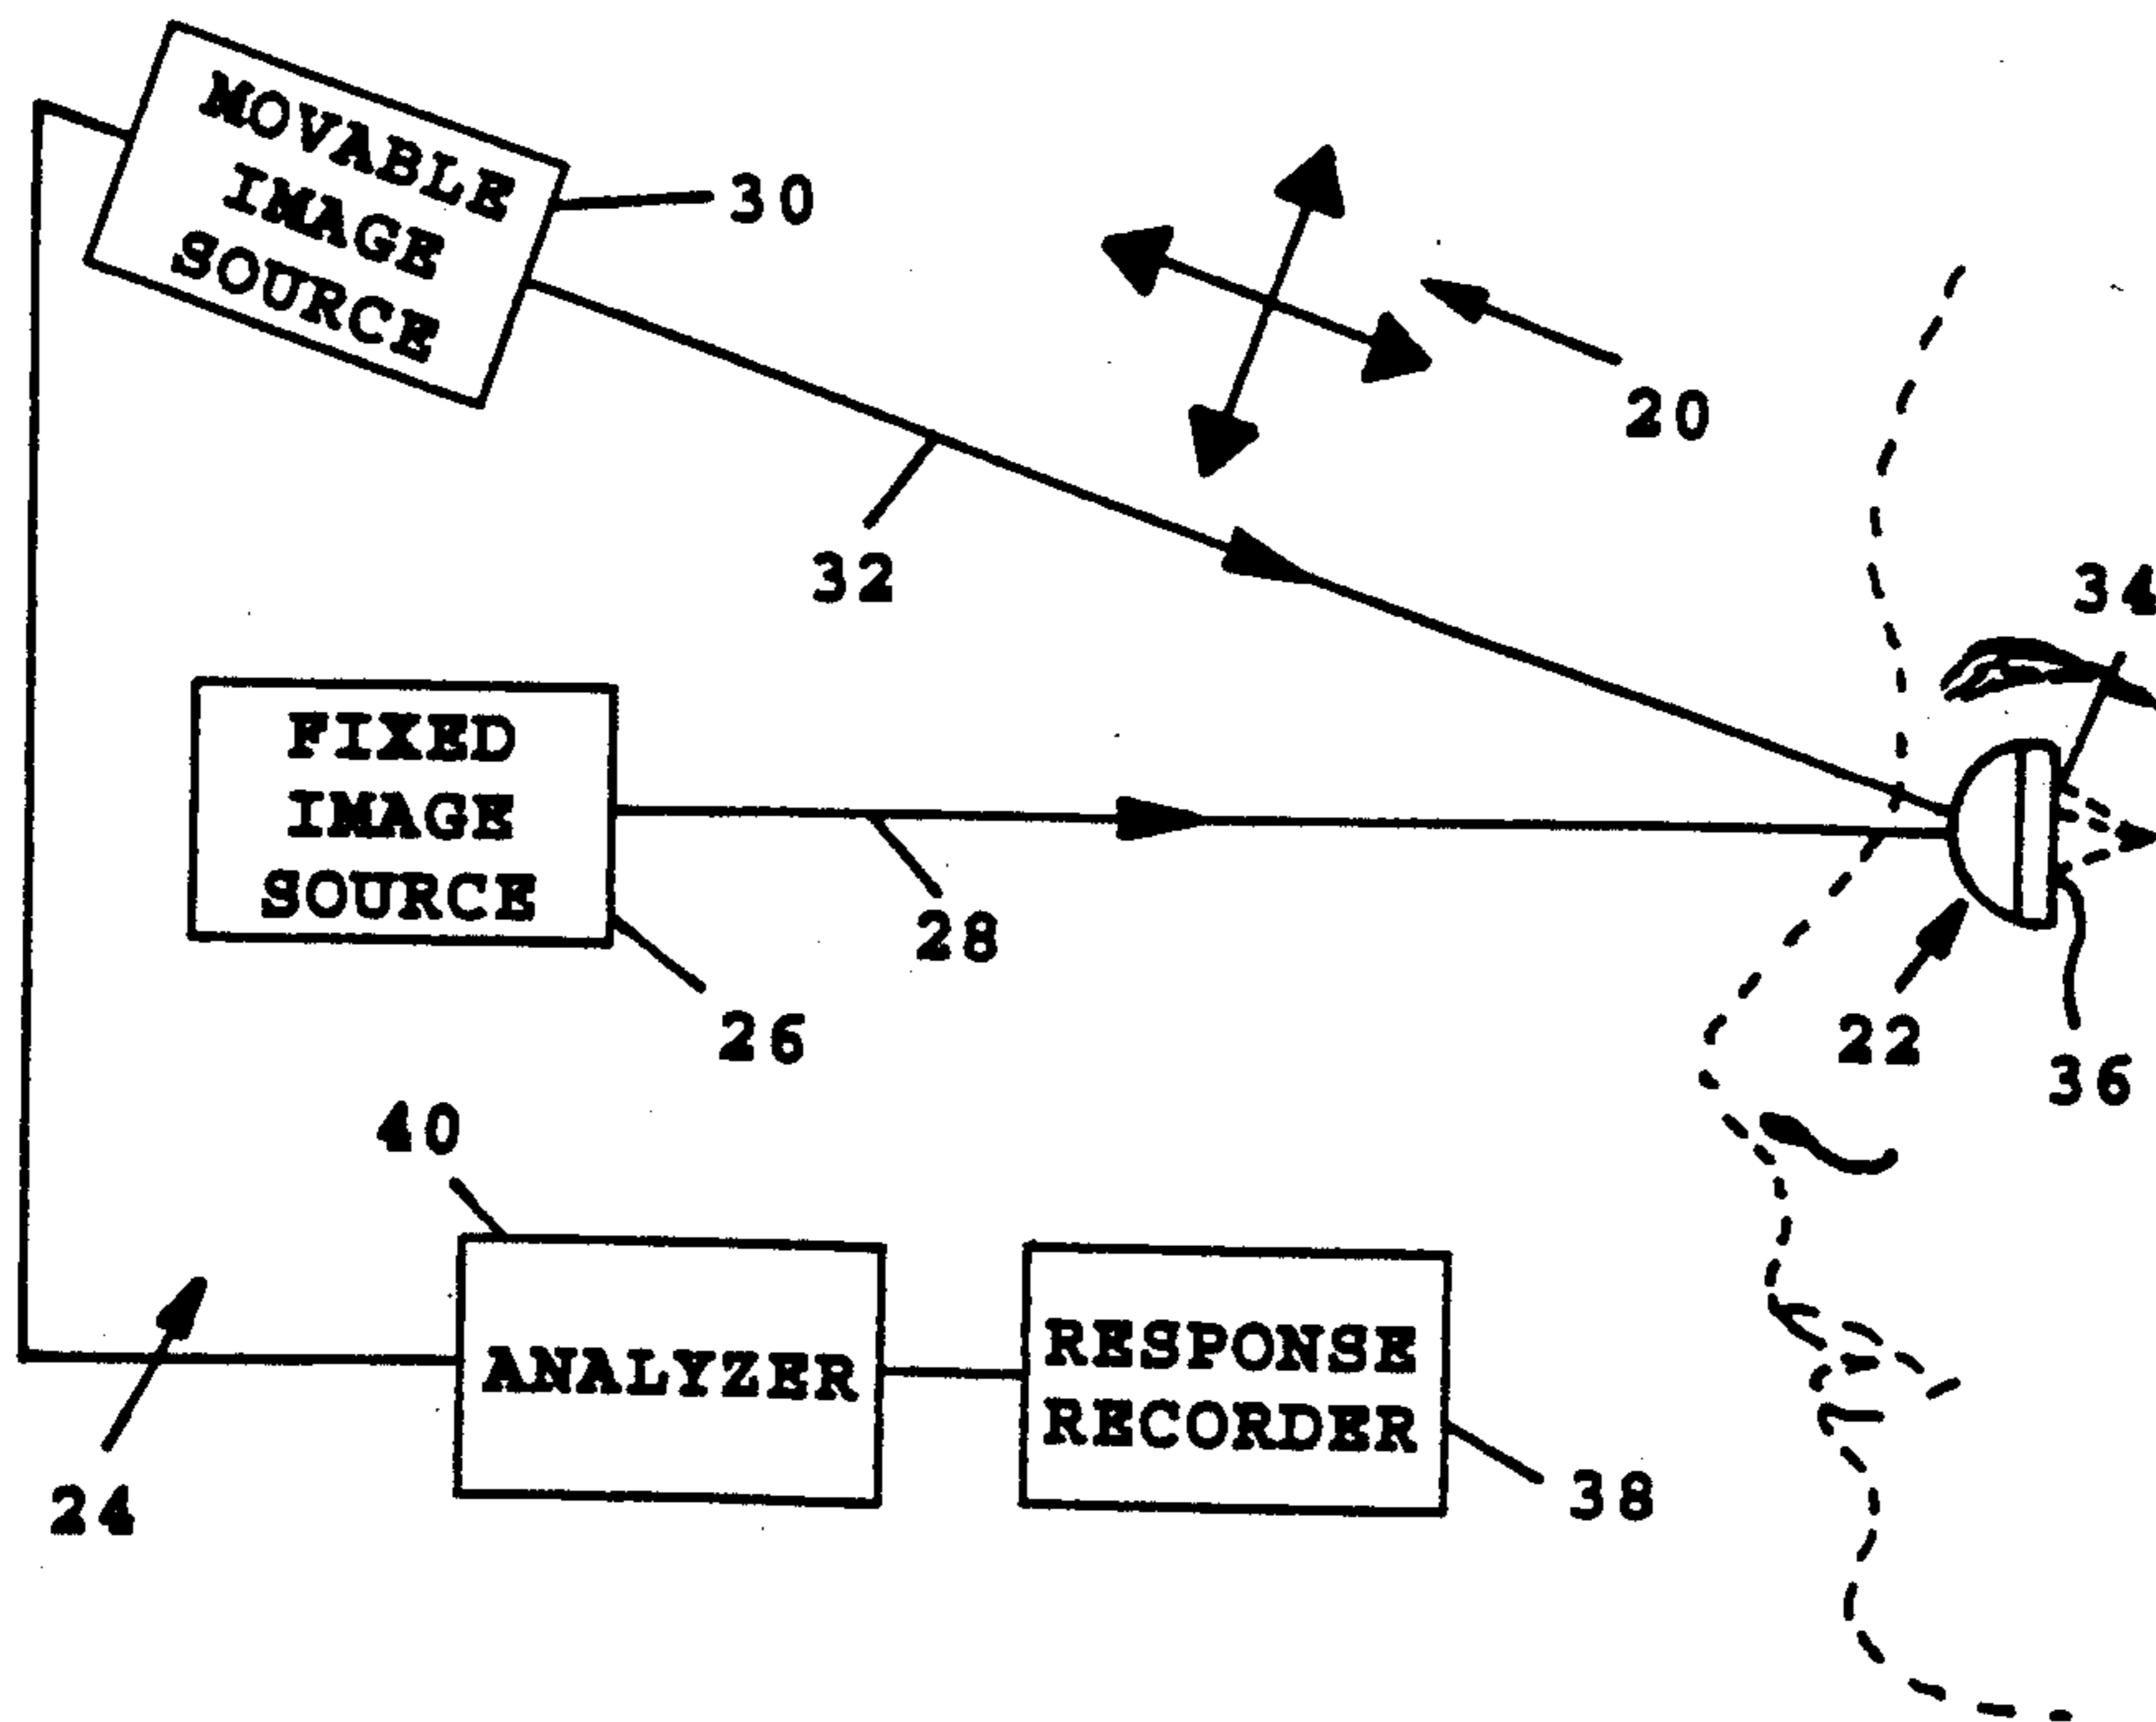 MOVABLE
IMAGE
SOURCE
30
20
32
34
FIXED
IMAGE
SOURCE
28
26
22
36
40
ANALYZER
RESPONSE
RECORDER
24
38